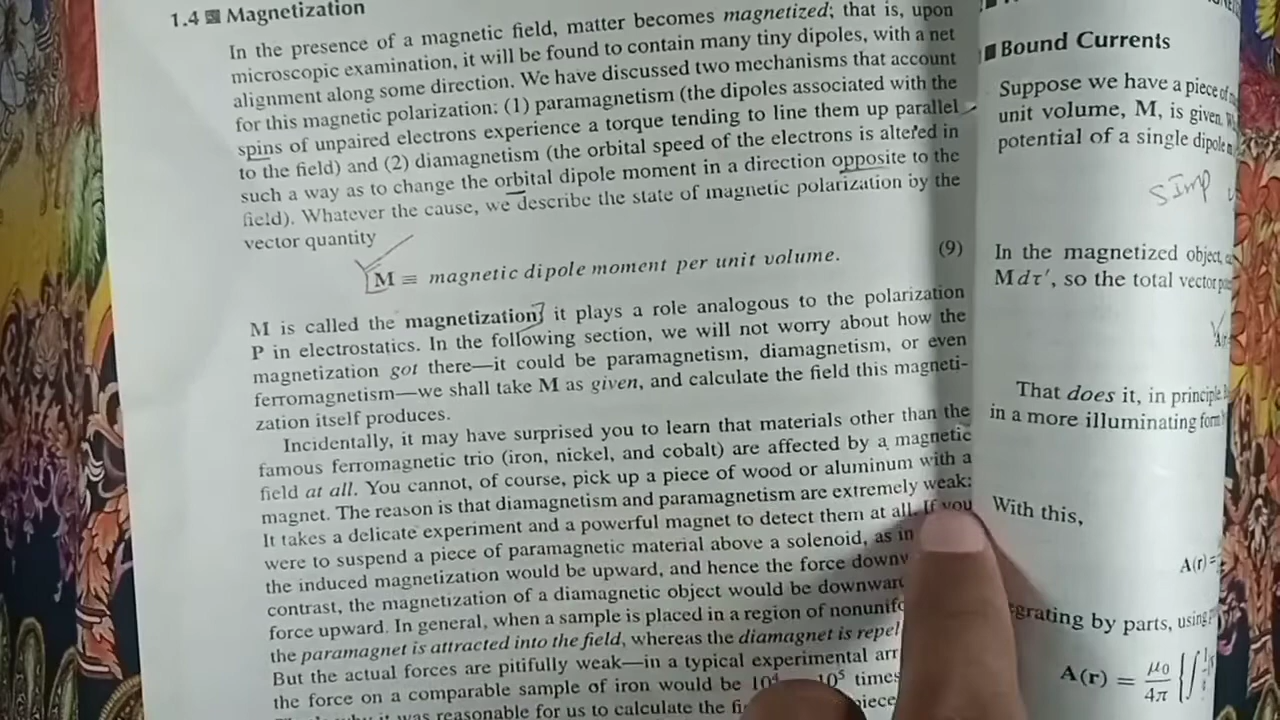 1.4 Magnetization
In the presence of a magnetic field, matter becomes magnetized; that is, upon
microscopic examination, it will be found to contain many tiny dipoles, with a net
alignment along some direction. We have discussed two mechanisms that account
for this magnetic polarization: (1) paramagnetism (the dipoles associated with the
spins of unpaired electrons experience a torque tending to line them up parallel
to the field) and (2) diamagnetism (the orbital speed of the electrons is altered in
such a way as to change the orbital dipole moment in a direction opposite to the
field). Whatever the cause, we describe the state of magnetic polarization by the
vector quantity
M ≡ magnetic dipole moment per unit volume. (9)
M is called the magnetization; it plays a role analogous to the polarization
P in electrostatics. In the following section, we will not worry about how the
magnetization got there—it could be paramagnetism, diamagnetism, or even
ferromagnetism—we shall take M as given, and calculate the field this magneti-
zation itself produces.
Incidentally, it may have surprised you to learn that materials other than the
famous ferromagnetic trio (iron, nickel, and cobalt) are affected by a magnetic
field at all. You cannot, of course, pick up a piece of wood or aluminum with a
magnet. The reason is that diamagnetism and paramagnetism are extremely weak:
It takes a delicate experiment and a powerful magnet to detect them at all. If you
were to suspend a piece of paramagnetic material above a solenoid, as in
the induced magnetization would be upward, and hence the force
contrast, the magnetization of a diamagnetic object would be
force upward. In general, when a sample is placed in a region of
the paramagnet is attracted into the field, whereas the diamagnet is
But the actual forces are pitifully weak—in a typical experimental
the force on a comparable sample of iron would be 10⁴ 10⁵ times
it was reasonable for us to calculate the
Bound Currents
Suppose we have a piece of
unit volume, M, is given.
potential of a single dipole
SImp
In the magnetized object,
M dτ′, so the total vector
That does it, in principle.
in a more illuminating form
With this,
A(r) =
by parts, using
A(r) = μ₀/4π {∫